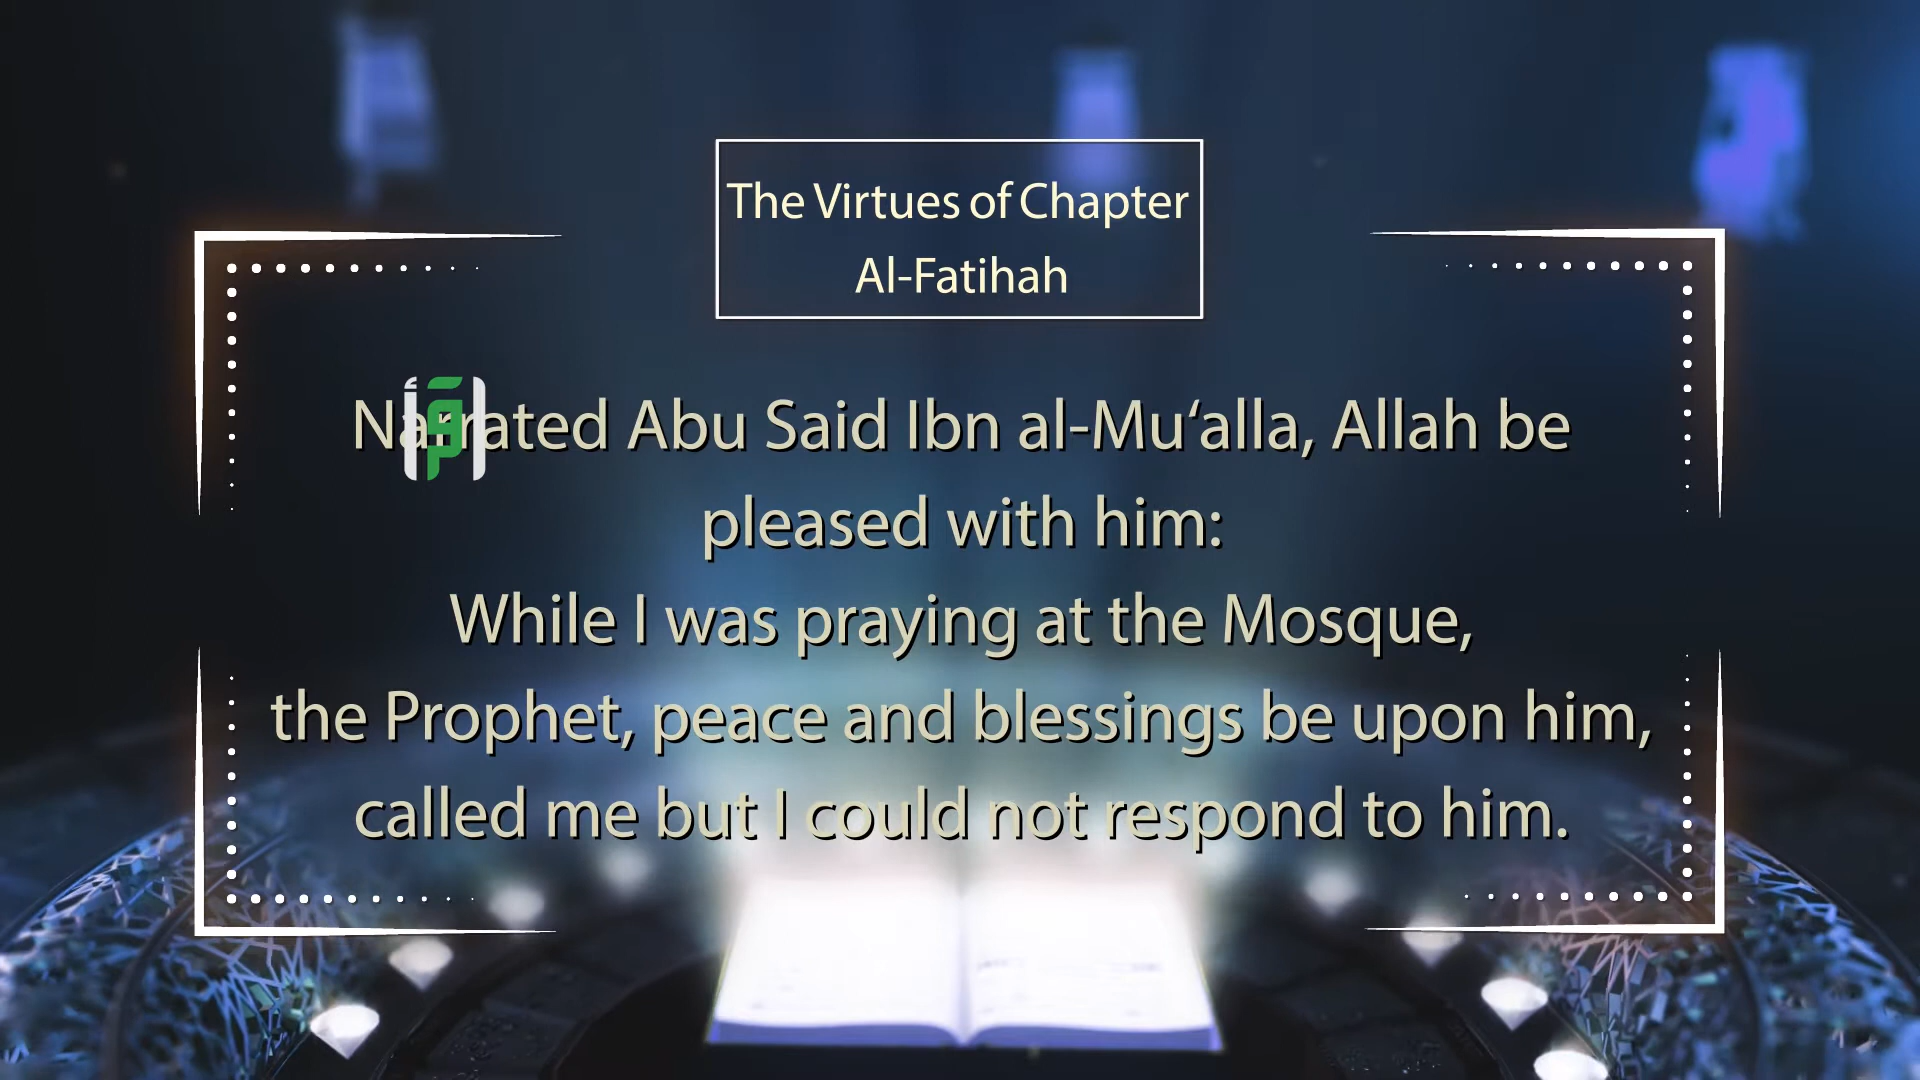 The Virtues of Chapter
Al-Fatihah
Narrated Abu Said Ibn al-Mu‘alla, Allah be
pleased with him:
While I was praying at the Mosque,
the Prophet, peace and blessings be upon him,
called me but I could not respond to him.